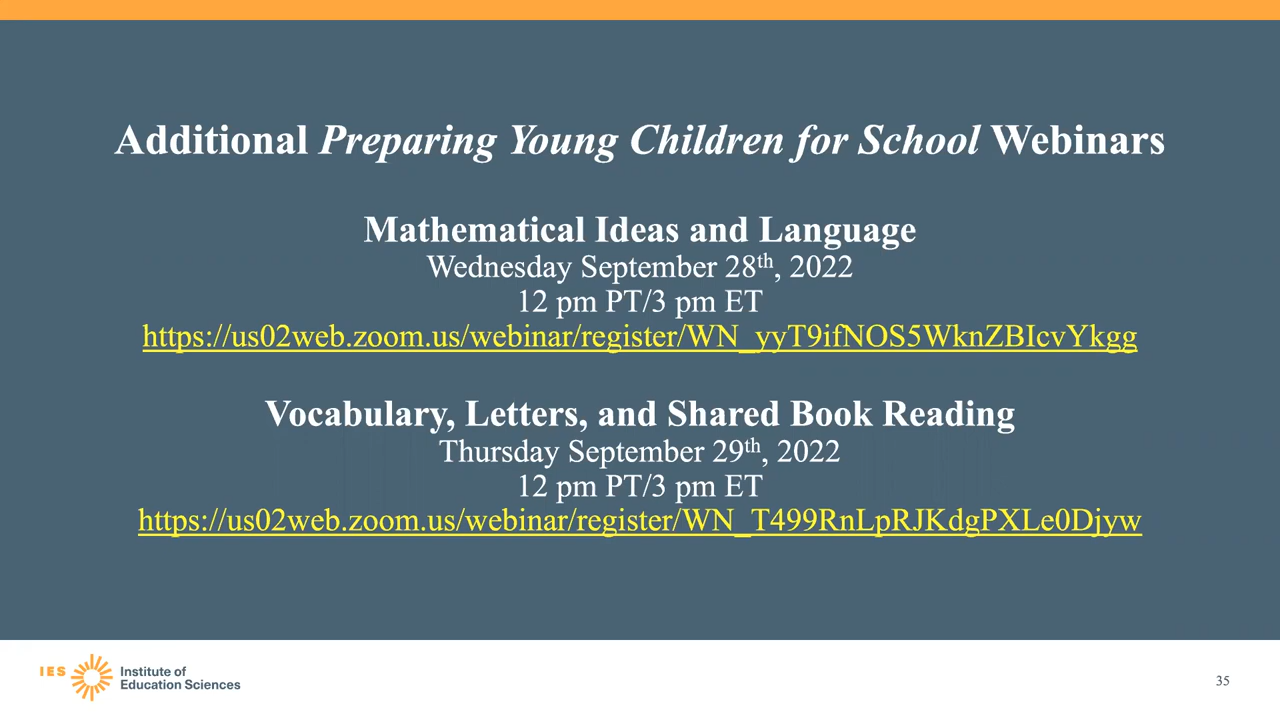 Additional Preparing Young Children for School Webinars
Mathematical Ideas and Language
Wednesday September 28th, 2022
12 pm PT/3 pm ET
https://us02web.zoom.us/webinar/register/WN_yyT9ifNOS5WknZBIcvYkgg
Vocabulary, Letters, and Shared Book Reading
Thursday September 29th, 2022
12 pm PT/3 pm ET
https://us02web.zoom.us/webinar/register/WN_T499RnLpRJKdgPXLe0Djyw
IES
Institute of
Education Sciences
35